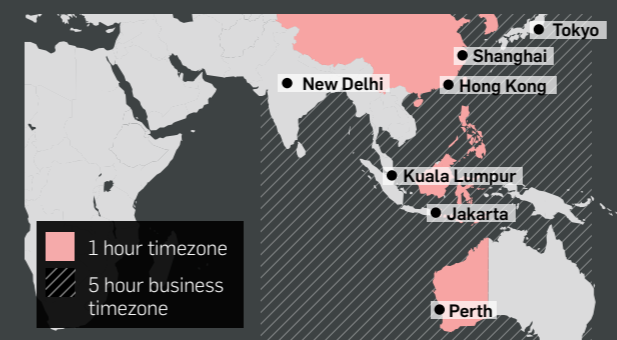 Tokyo
Shanghai
New Delhi
Hong Kong
Kuala Lumpur
Jakarta
1 hour timezone
5 hour business
timezone
Perth